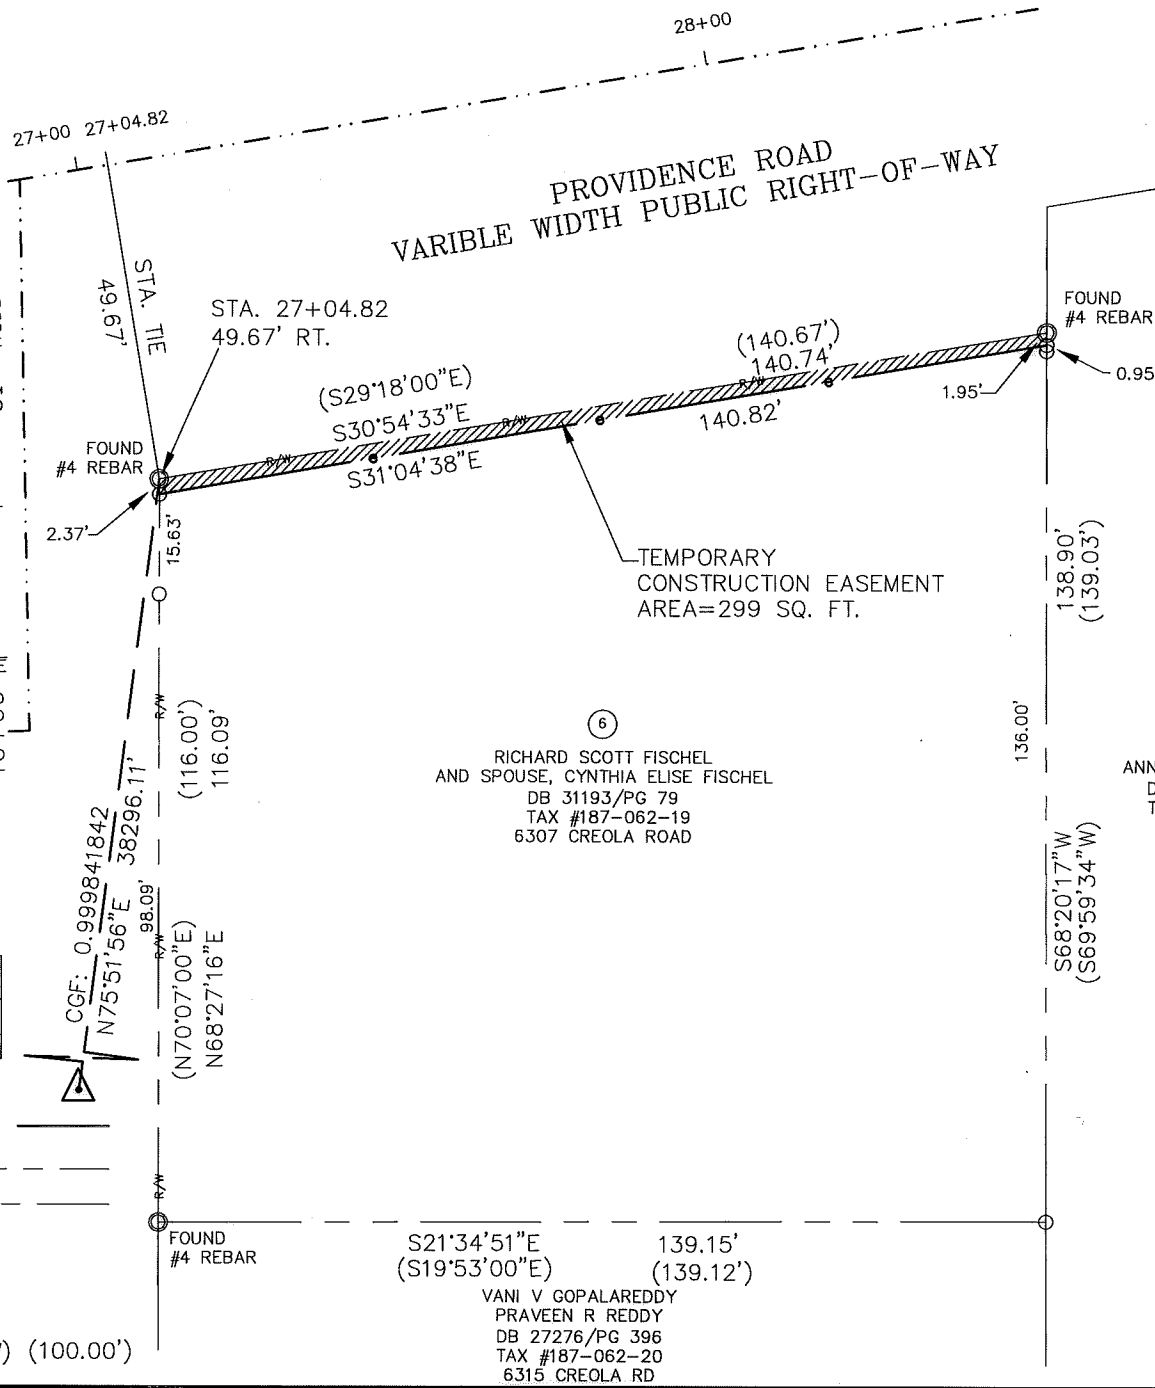 28+00
27+00 27+04.82
PROVIDENCE ROAD
VARIBLE WIDTH PUBLIC RIGHT-OF-WAY
STA. TIE
49.67'
STA. 27+04.82
49.67' RT.
FOUND
#4 REBAR
(140.67')
140.74'
R/W
1.95'
0.95
140.82'
(S29°18'00"E)
S30°54'33"E
R/W
R/W
S31°04'38"E
FOUND
#4 REBAR
2.37'
15.63'
TEMPORARY
CONSTRUCTION EASEMENT
AREA=299 SQ. FT.
138.90'
(139.03')
136.00'
S68°20'17"W
(S69°59'34"W)
R/W
(116.00')
116.09'
6
RICHARD SCOTT FISCHEL
AND SPOUSE, CYNTHIA ELISE FISCHEL
DB 31193/PG 79
TAX #187-062-19
6307 CREOLA ROAD
ANN
D
T
CGF: 0.999841842
N75°51'56"E 38296.11'
98.09'
R/W
(N70°07'00"E)
N68°27'16"E
R/W
FOUND
#4 REBAR
S21°34'51"E 139.15'
(S19°53'00"E) (139.12')
VANI V GOPALAREDDY
PRAVEEN R REDDY
DB 27276/PG 396
TAX #187-062-20
6315 CREOLA RD
') (100.00')